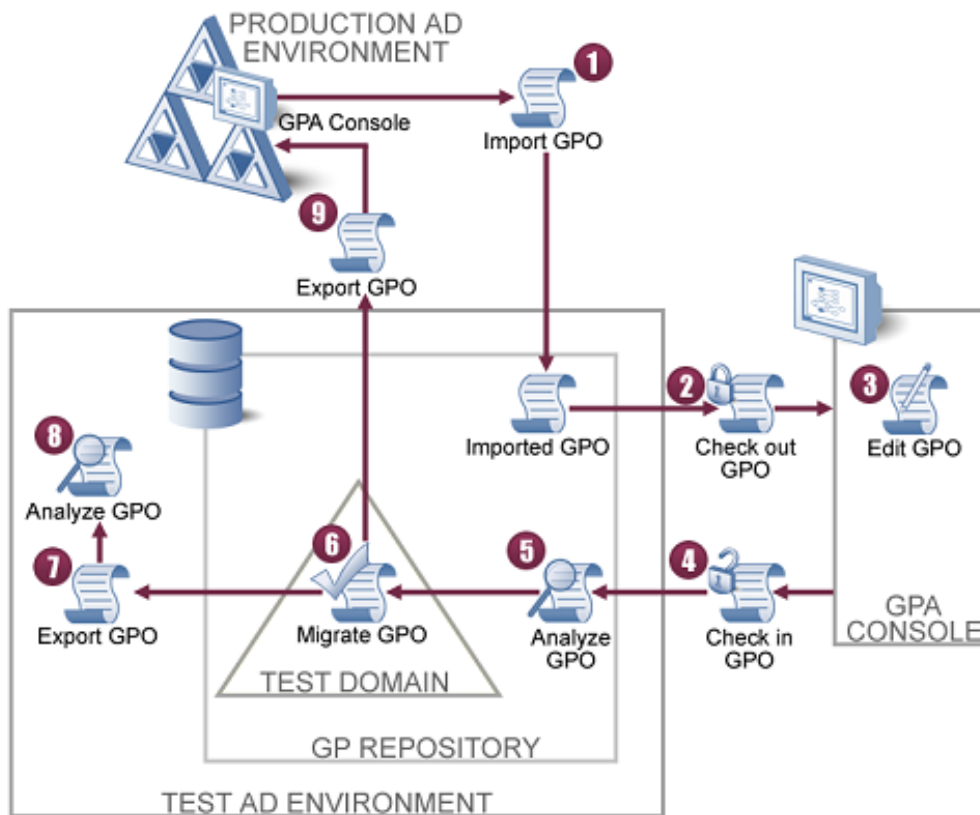 PRODUCTION AD
ENVIRONMENT
1
GPA Console
Import GPO
9
Export GPO
2
3
Imported GPO
Check out
GPO
Edit GPO
8
Analyze GPO
6
5
4
7
Export GPO
Migrate GPO
Analyze
GPO
Check in
GPO
GPA
CONSOLE
TEST DOMAIN
GP REPOSITORY
TEST AD ENVIRONMENT